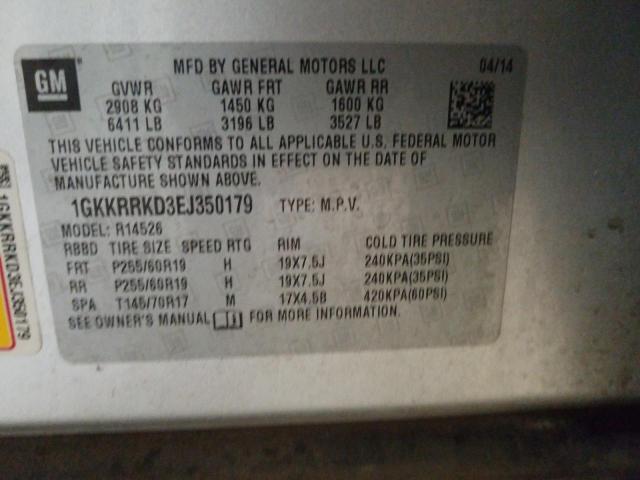 GM
MFD BY GENERAL MOTORS LLC 04/14
GVWR GAWR FRT GAWR RR
2908 KG 1450 KG 1600 KG
6411 LB 3196 LB 3527 LB
THIS VEHICLE CONFORMS TO ALL APPLICABLE U.S. FEDERAL MOTOR
VEHICLE SAFETY STANDARDS IN EFFECT ON THE DATE OF
MANUFACTURE SHOWN ABOVE.
1GKKRRKD3EJ350179 TYPE: M.P.V.
MODEL: R14526
RBBD TIRE SIZE SPEED RTG RIM COLD TIRE PRESSURE
FRT P255/60R19 H 19X7.5J 240KPA(35PSI)
RR P255/60R19 H 19X7.5J 240KPA(35PSI)
SPA T145/70R17 M 17X4.5B 420KPA(60PSI)
SEE OWNER'S MANUAL FOR MORE INFORMATION.
1GKKRRKD3EJ350179